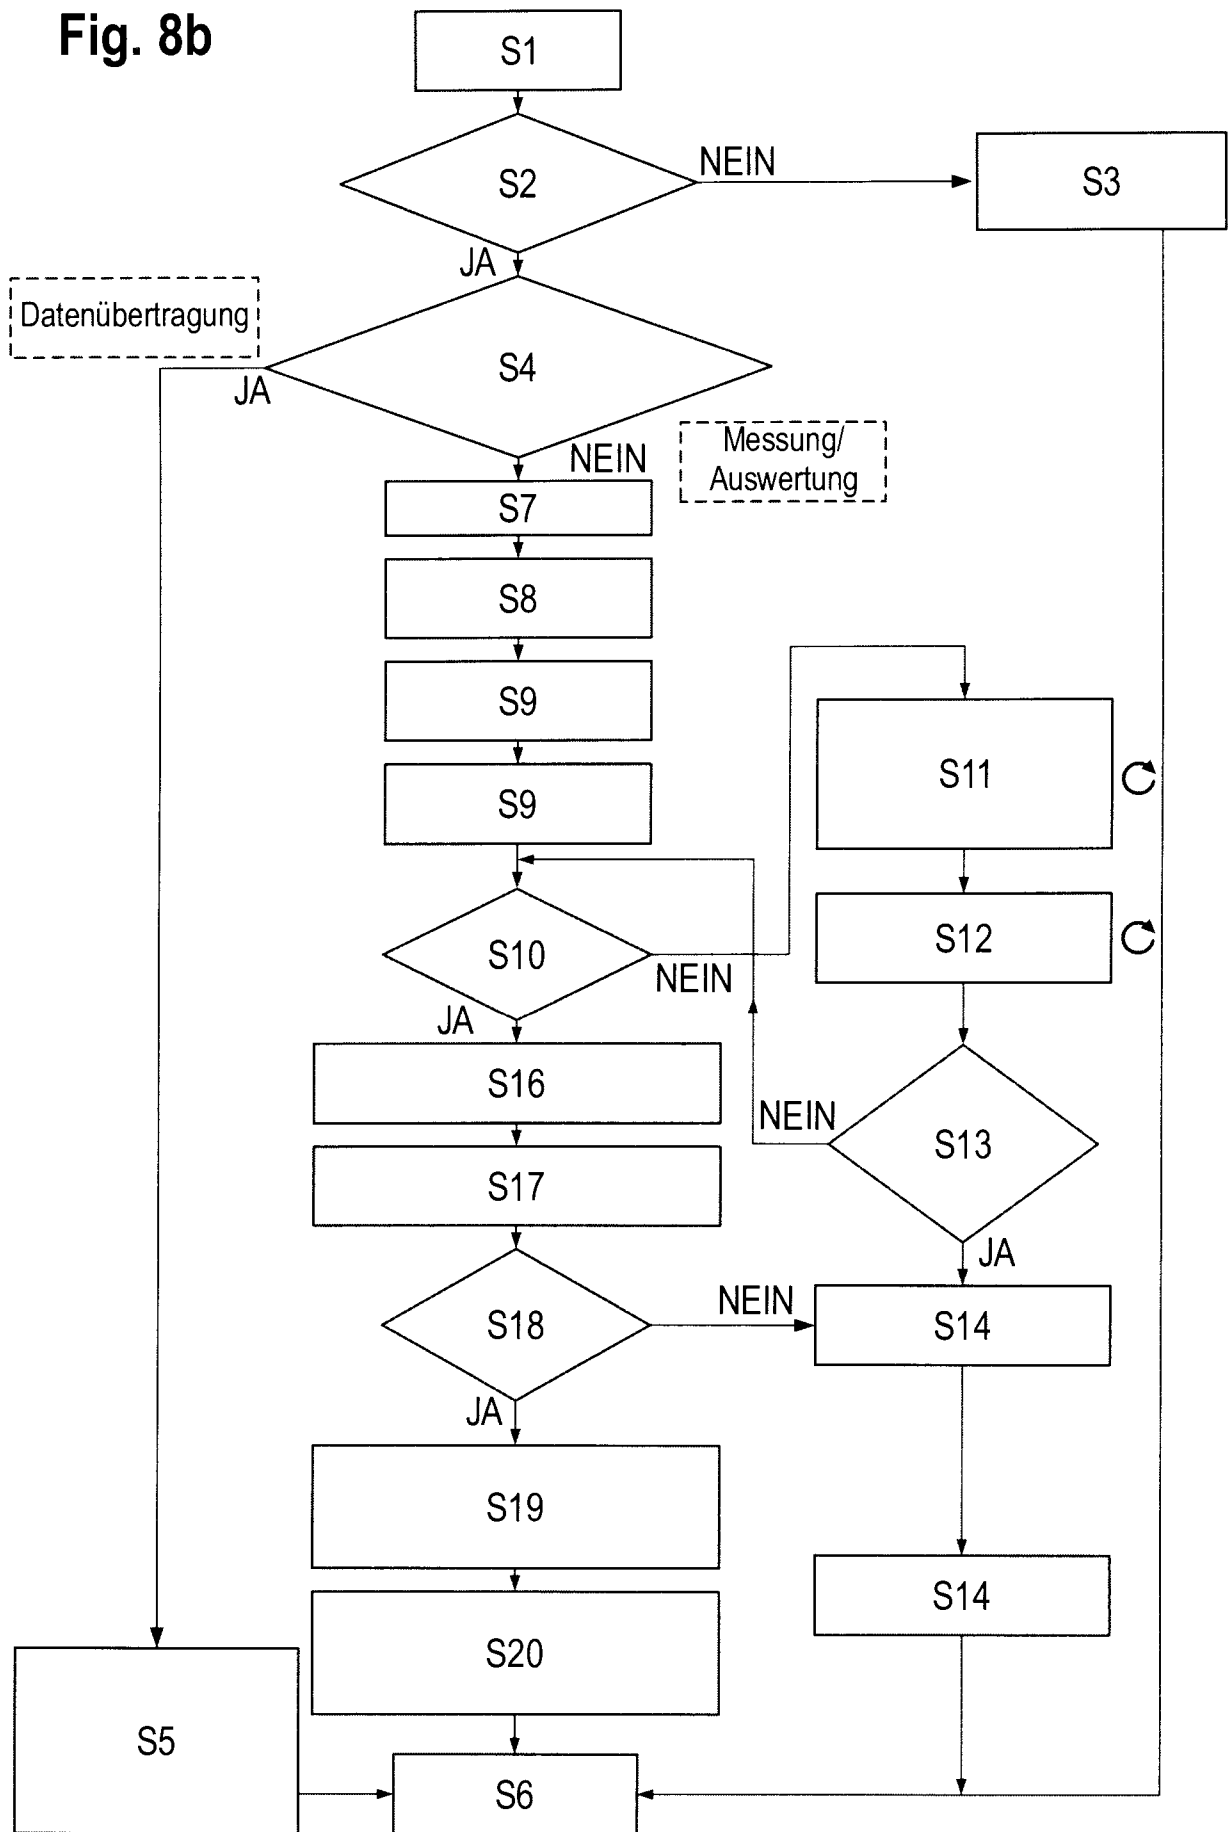 Fig. 8b
S1
S2
NEIN
S3
JA
Datenübertragung
S4
JA
Messung/
Auswertung
NEIN
S7
S8
S9
S11
S9
S10
NEIN
S12
JA
S16
NEIN
S13
S17
JA
S18
NEIN
S14
JA
S19
S14
S20
S5
S6